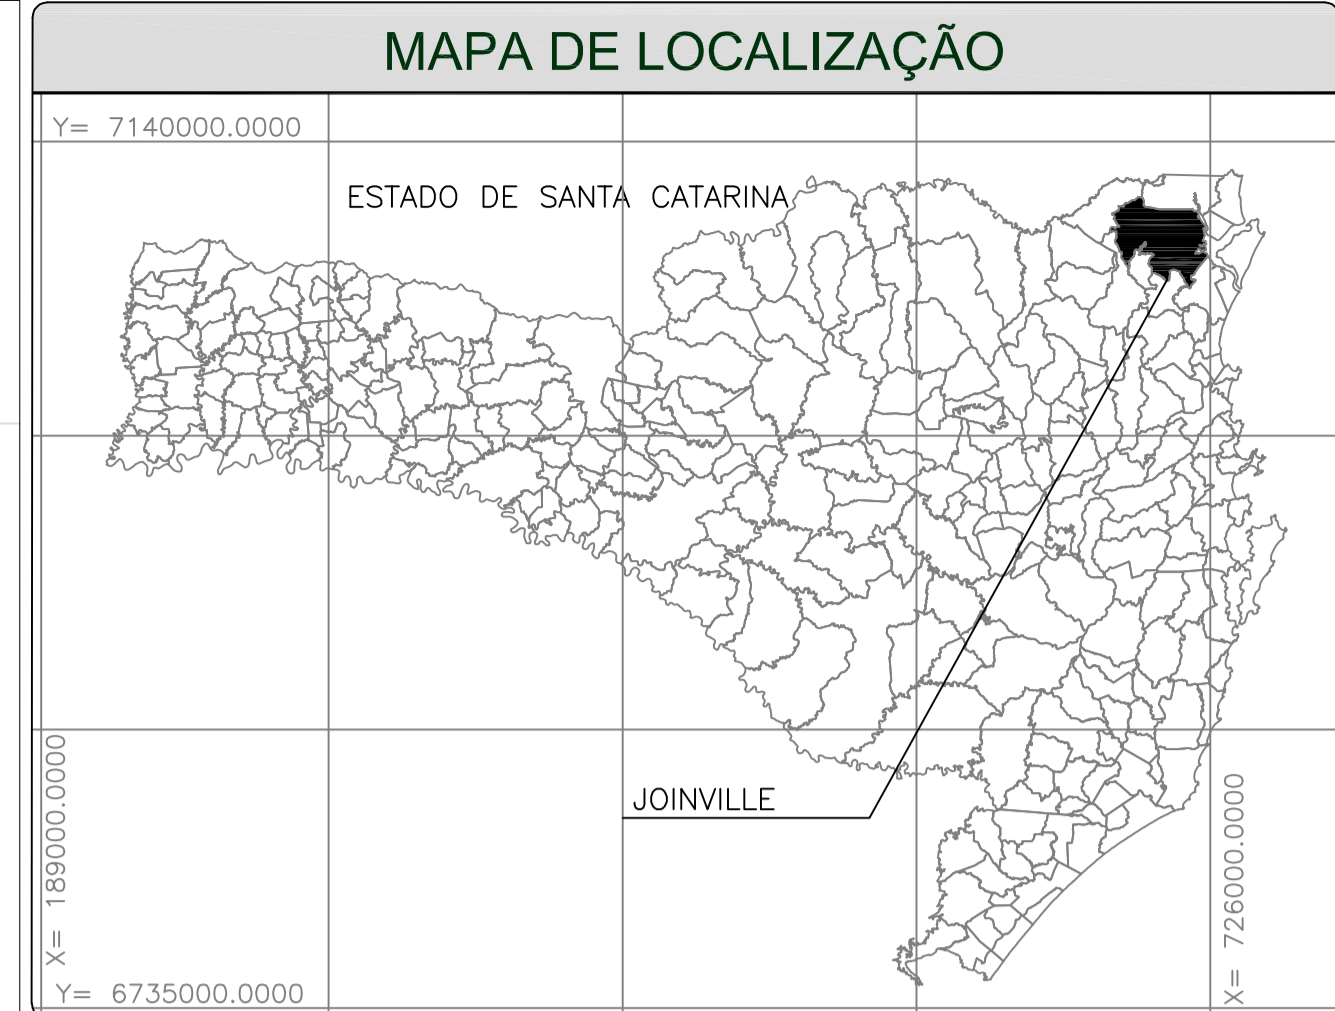 MAPA DE LOCALIZAÇÃO
Y= 7140000.0000
ESTADO DE SANTA CATARINA
JOINVILLE
X= 189000.0000
X= 726000.0000
Y= 6735000.0000